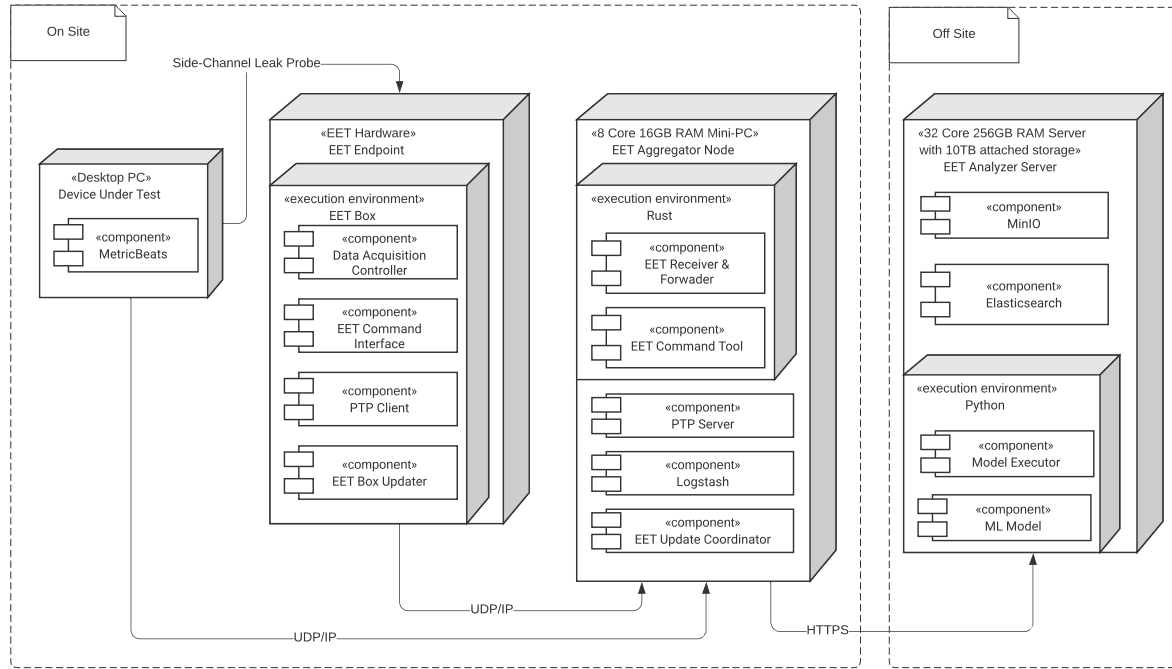 On Site
Off Site
Side-Channel Leak Probe
«Desktop PC»
Device Under Test
«component»
MetricBeats
«EET Hardware»
EET Endpoint
«execution environment»
EET Box
«component»
Data Acquisition
Controller
«component»
EET Command
Interface
«component»
PTP Client
«component»
EET Box Updater
«8 Core 16GB RAM Mini-PC»
EET Aggregator Node
«execution environment»
Rust
«component»
EET Receiver &
Forwader
«component»
EET Command Tool
«component»
PTP Server
«component»
Logstash
«component»
EET Update Coordinator
«32 Core 256GB RAM Server
with 10TB attached storage»
EET Analyzer Server
«component»
MinIO
«component»
Elasticsearch
«execution environment»
Python
«component»
Model Executor
«component»
ML Model
UDP/IP
UDP/IP
HTTPS